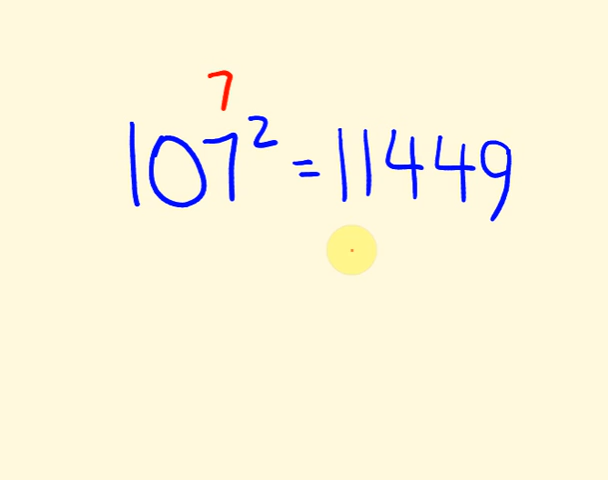 7
107² = 11449